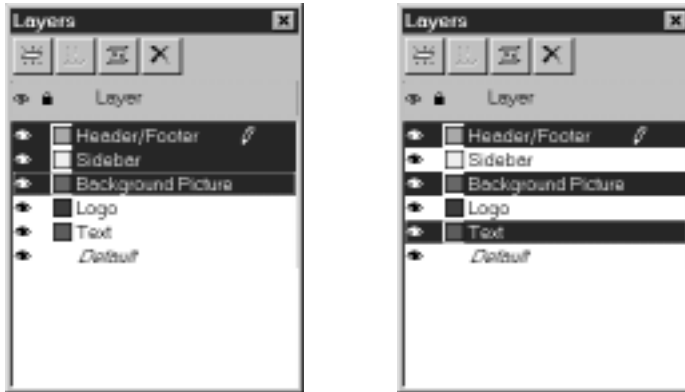 Layers
Layer
Header/Footer
Sidebar
Background Picture
Logo
Text
Default
Layers
Layer
Header/Footer
Sidebar
Background Picture
Logo
Text
Default